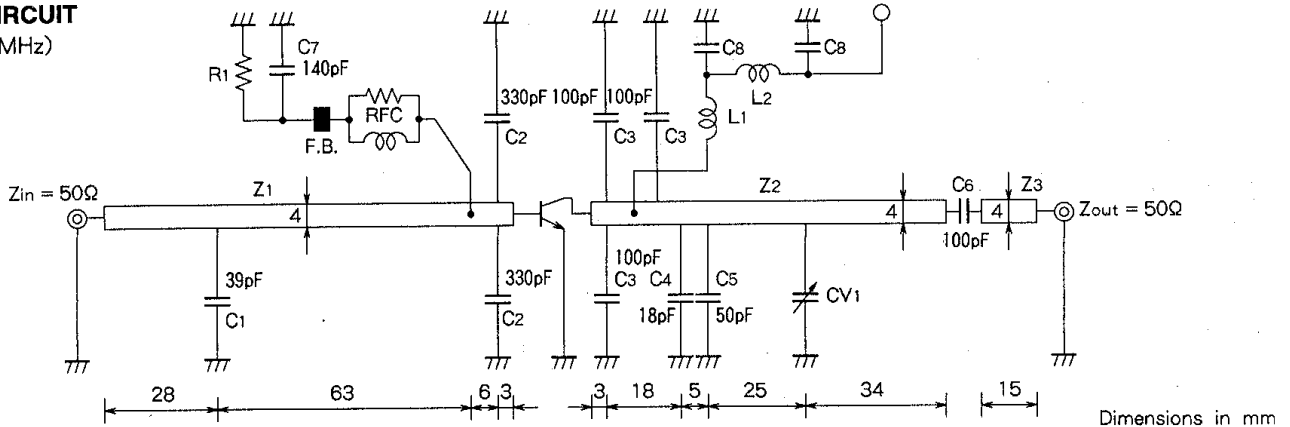 IRCUIT
MHz)
R1
C7
140pF
F.B.
RFC
330pF
C2
100pF
C3
100pF
C3
C8
L1
L2
C8
Zin = 50Ω
Z1
4
39pF
C1
330pF
C2
100pF
C3
C4
18pF
C5
50pF
CV1
Z2
4
C6
100pF
Z3
4
Zout = 50Ω
28
63
6
3
3
18
5
25
34
15
Dimensions in mm